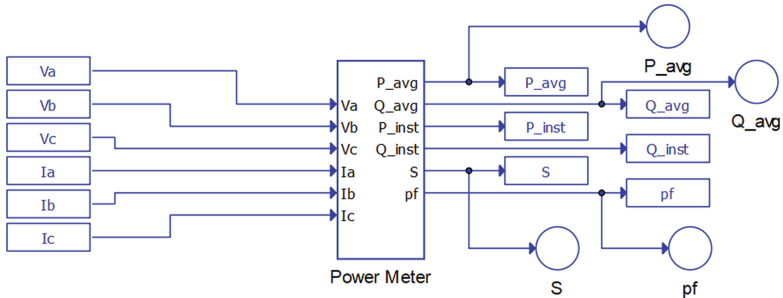 P_avg
Q_avg
Va
Vb
Vc
Ia
Ib
Ic
Va
Vb
Vc
Ia
Ib
Ic
P_avg
Q_avg
P_inst
Q_inst
S
pf
P_avg
Q_avg
P_inst
Q_inst
S
pf
Power Meter
S
pf